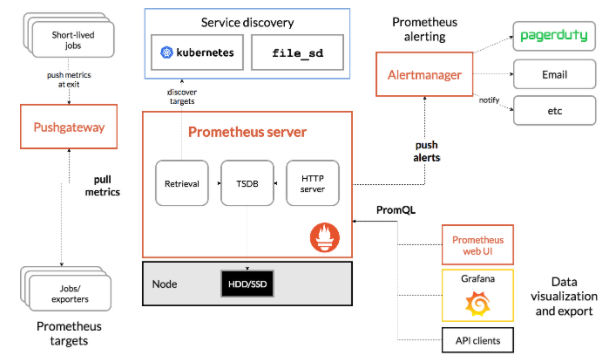 Short-lived
jobs
push metrics
at exit
Pushgateway
pull
metrics
Jobs/
exporters
Prometheus
targets
Service discovery
kubernetes
file_sd
discover
targets
Prometheus server
Retrieval
TSDB
HTTP
server
Node
HDD/SSD
Prometheus
alerting
Alertmanager
push
alerts
pagerduty
Email
notify
etc
PromQL
Prometheus
web UI
Grafana
API clients
Data
visualization
and export